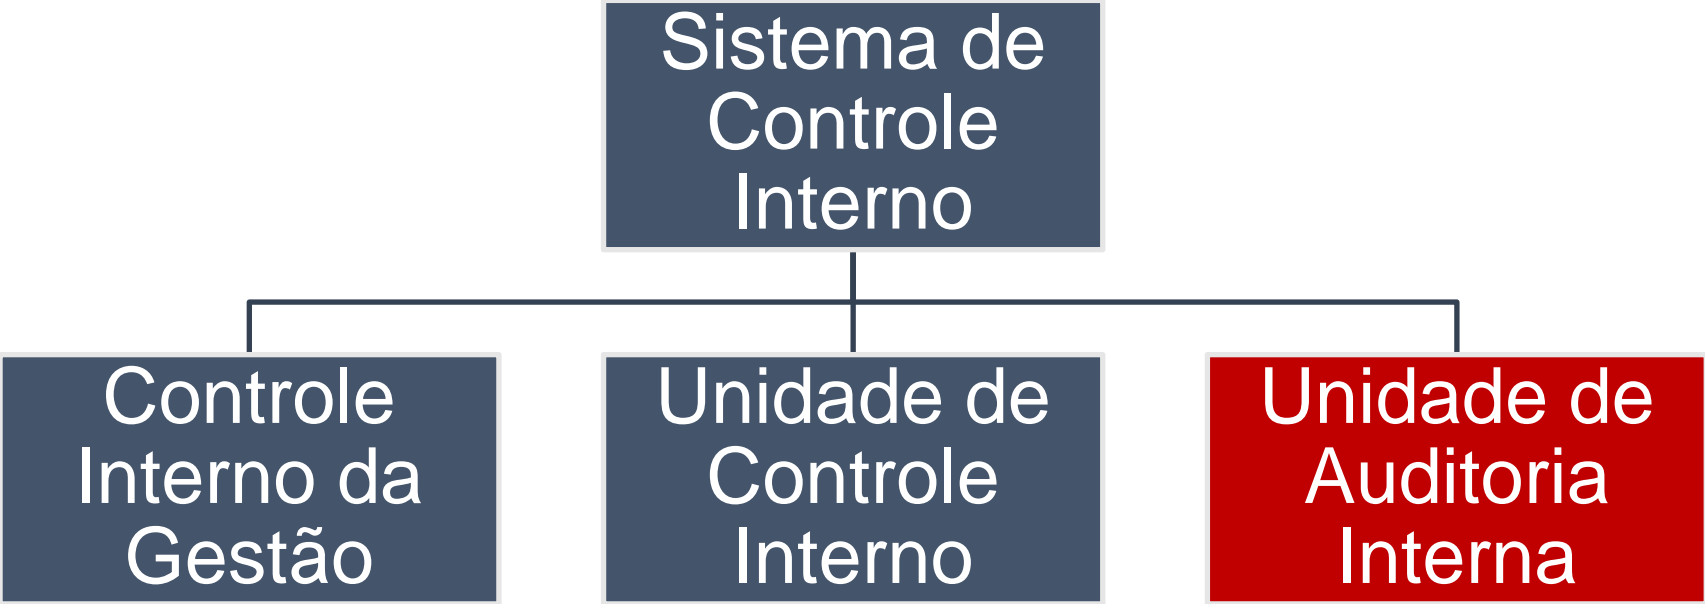 Sistema de
Controle
Interno
Controle
Interno da
Gestão
Unidade de
Controle
Interno
Unidade de
Auditoria
Interna